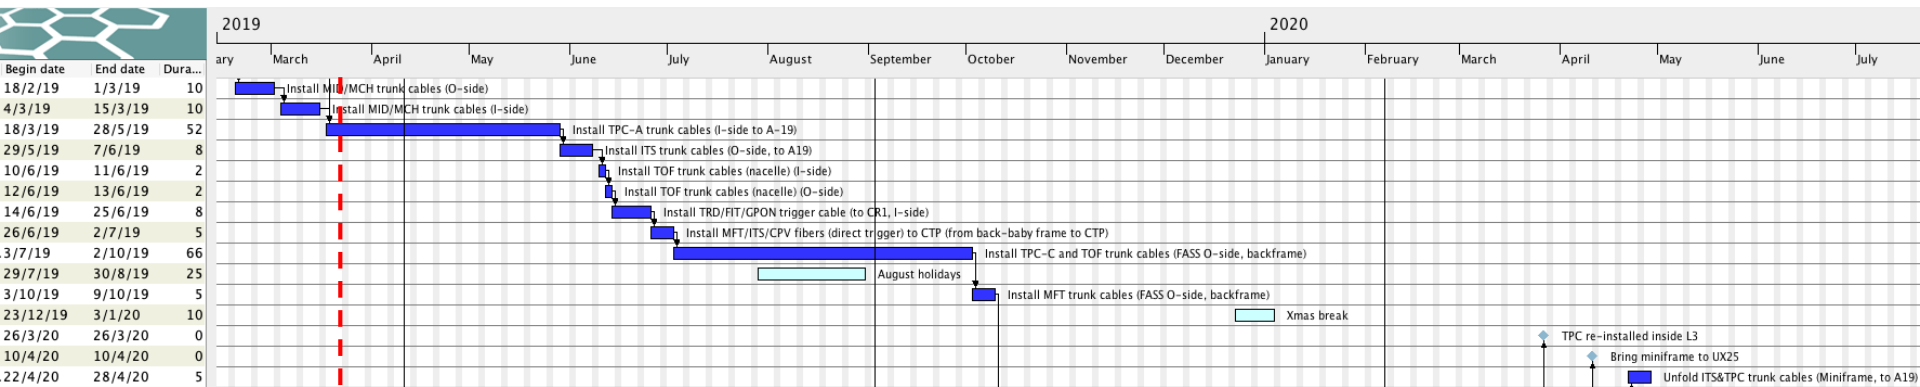 2019 2020
ary March April May June July August September October November December January February March April May June July
Begin date End date Dura...
18/2/19 1/3/19 10 Install MID/MCH trunk cables (O-side)
4/3/19 15/3/19 10 Install MID/MCH trunk cables (I-side)
18/3/19 28/5/19 52 Install TPC-A trunk cables (I-side to A-19)
29/5/19 7/6/19 8 Install ITS trunk cables (O-side, to A19)
10/6/19 11/6/19 2 Install TOF trunk cables (nacelle) (I-side)
12/6/19 13/6/19 2 Install TOF trunk cables (nacelle) (O-side)
14/6/19 25/6/19 8 Install TRD/FIT/GPON trigger cable (to CR1, I-side)
26/6/19 2/7/19 5 Install MFT/ITS/CPV fibers (direct trigger) to CTP (from back-baby frame to CTP)
3/7/19 2/10/19 66 Install TPC-C and TOF trunk cables (FASS O-side, backframe)
29/7/19 30/8/19 25 August holidays
3/10/19 9/10/19 5 Install MFT trunk cables (FASS O-side, backframe)
23/12/19 3/1/20 10 Xmas break
26/3/20 26/3/20 0 TPC re-installed inside L3
10/4/20 10/4/20 0 Bring miniframe to UX25
22/4/20 28/4/20 5 Unfold ITS&TPC trunk cables (Miniframe, to A19)